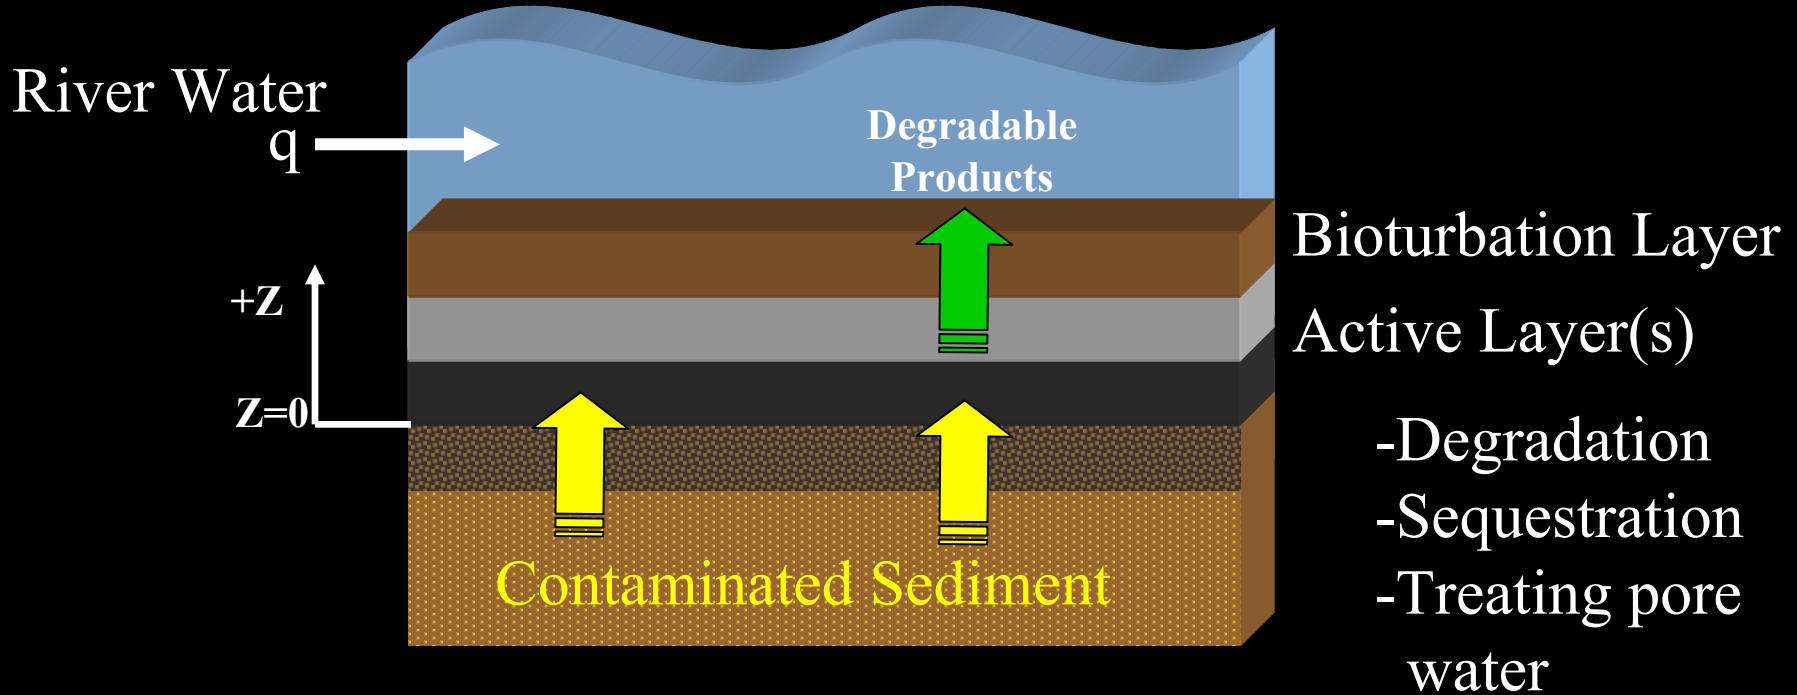 River Water
q
Degradable
Products
Bioturbation Layer
+Z
Active Layer(s)
Z=0
-Degradation
-Sequestration
-Treating pore
water
Contaminated Sediment